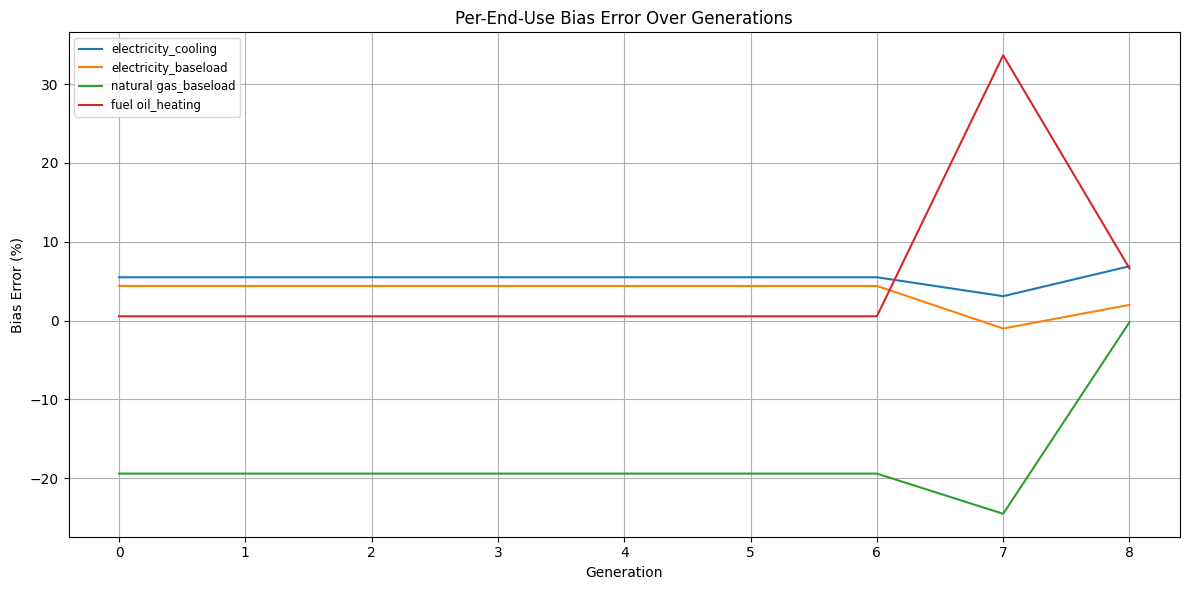 Per-End-Use Bias Error Over Generations
electricity_cooling
electricity_baseload
natural gas_baseload
fuel oil_heating
Bias Error (%)
30
20
10
0
−10
−20
0 1 2 3 4 5 6 7 8
Generation